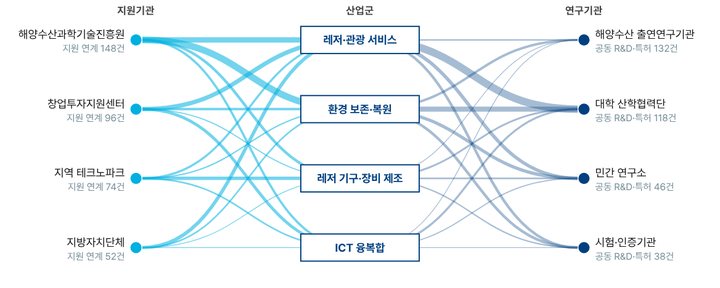 지원기관
산업군
연구기관
해양수산과학기술진흥원
지원 연계 148건
창업투자지원센터
지원 연계 96건
지역 테크노파크
지원 연계 74건
지방자치단체
지원 연계 52건
레저·관광 서비스
환경 보존·복원
레저 기구·장비 제조
ICT 융복합
해양수산 출연연구기관
공동 R&D·특허 132건
대학 산학협력단
공동 R&D·특허 118건
민간 연구소
공동 R&D·특허 46건
시험·인증기관
공동 R&D·특허 38건